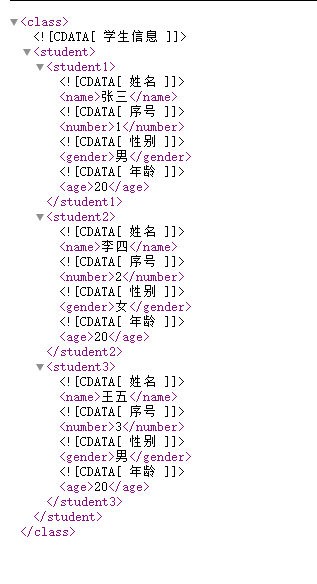 <class>
<![CDATA[ 学生信息 ]]>
<student>
<student1>
<![CDATA[ 姓名 ]]>
<name>张三</name>
<![CDATA[ 序号 ]]>
<number>1</number>
<![CDATA[ 性别 ]]>
<gender>男</gender>
<![CDATA[ 年龄 ]]>
<age>20</age>
</student1>
<student2>
<![CDATA[ 姓名 ]]>
<name>李四</name>
<![CDATA[ 序号 ]]>
<number>2</number>
<![CDATA[ 性别 ]]>
<gender>女</gender>
<![CDATA[ 年龄 ]]>
<age>20</age>
</student2>
<student3>
<![CDATA[ 姓名 ]]>
<name>王五</name>
<![CDATA[ 序号 ]]>
<number>3</number>
<![CDATA[ 性别 ]]>
<gender>男</gender>
<![CDATA[ 年龄 ]]>
<age>20</age>
</student3>
</student>
</class>